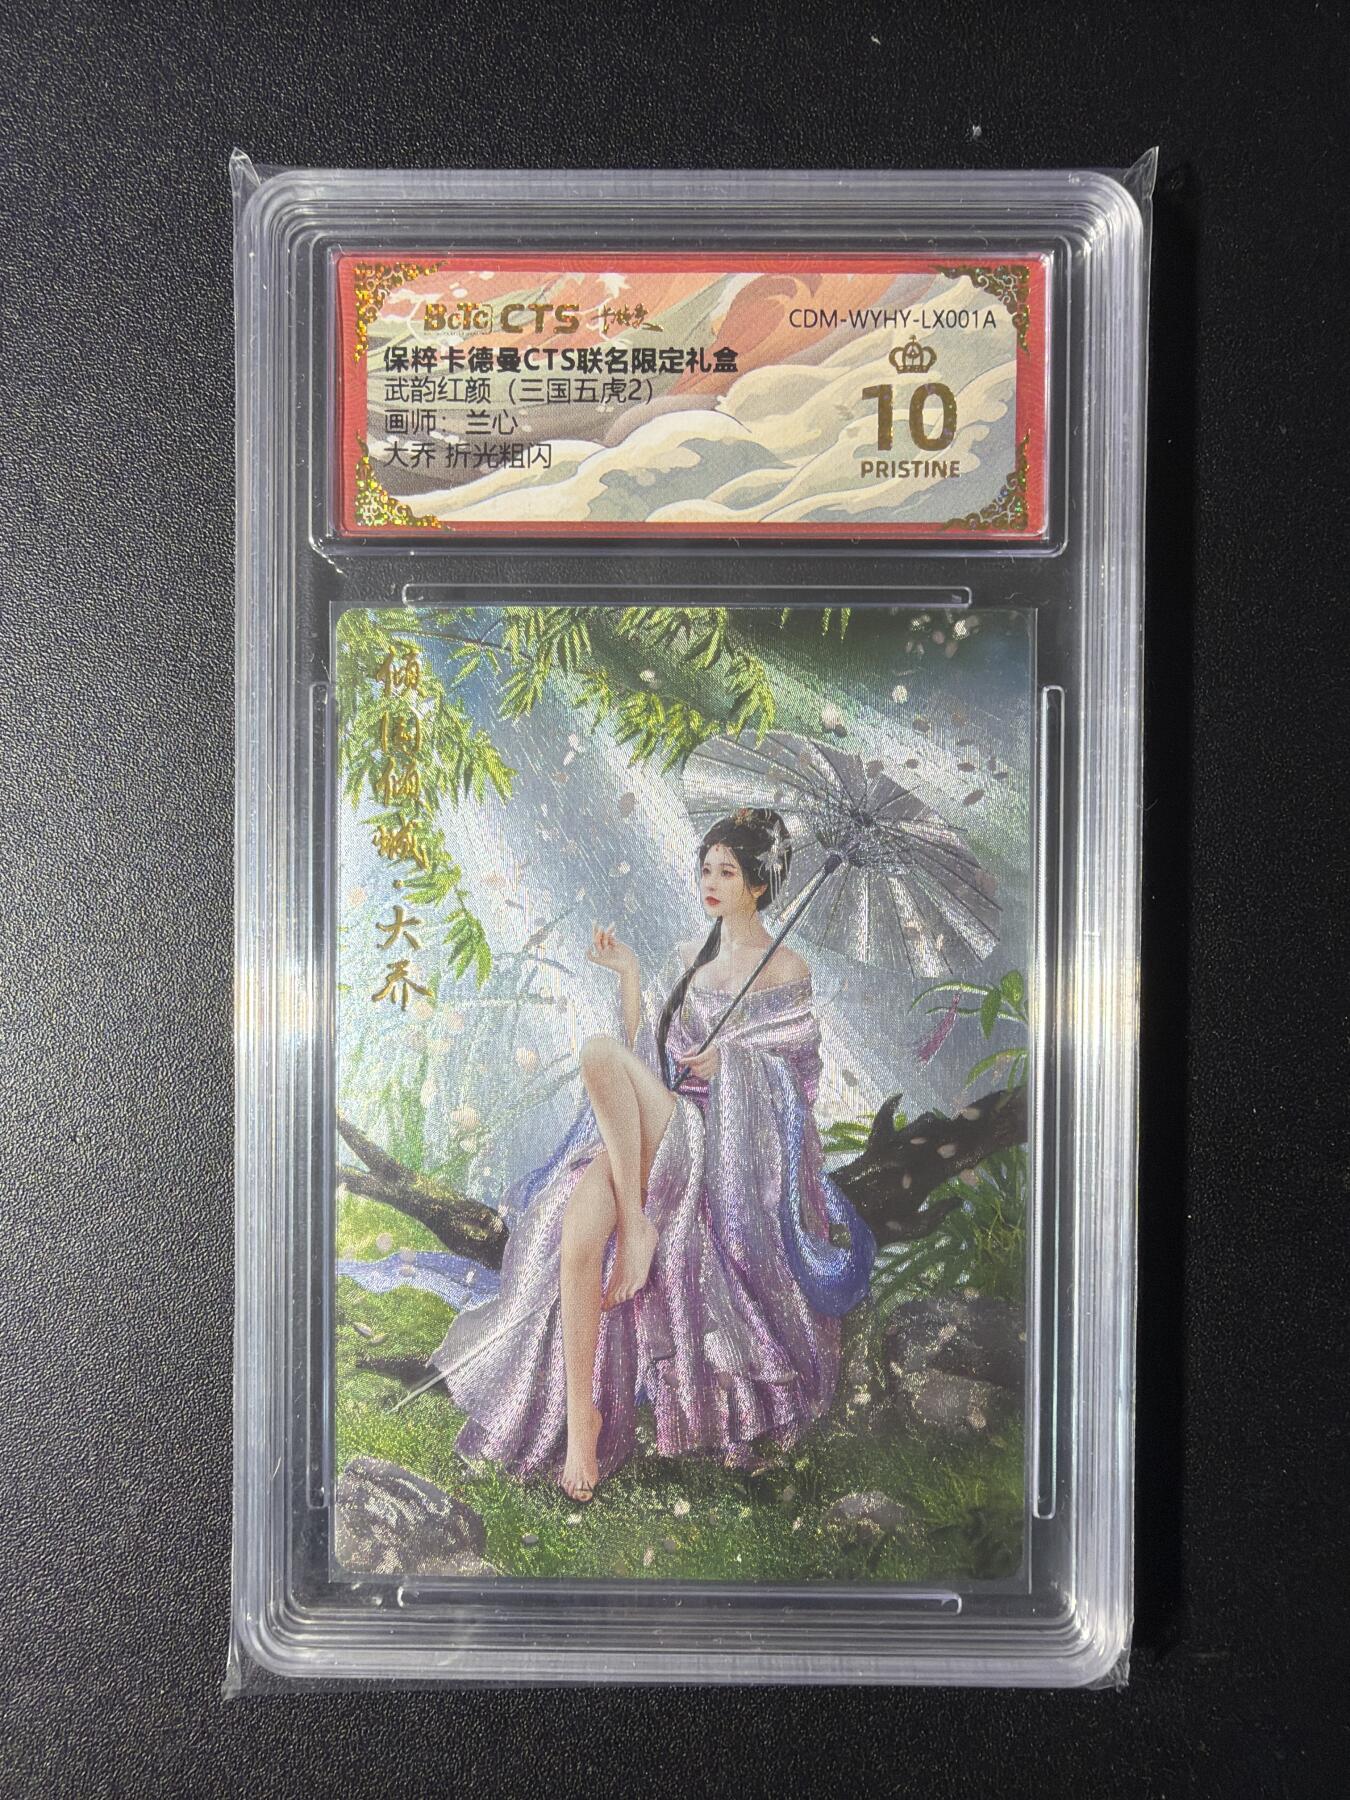 BcTC CTS 卡德曼
CDM-WYHY-LX001A
保粹卡德曼CTS联名限定礼盒
武韵红颜（三国五虎2）
画师：兰心
大乔 折光粗闪
10
PRISTINE
倾国倾城·大乔